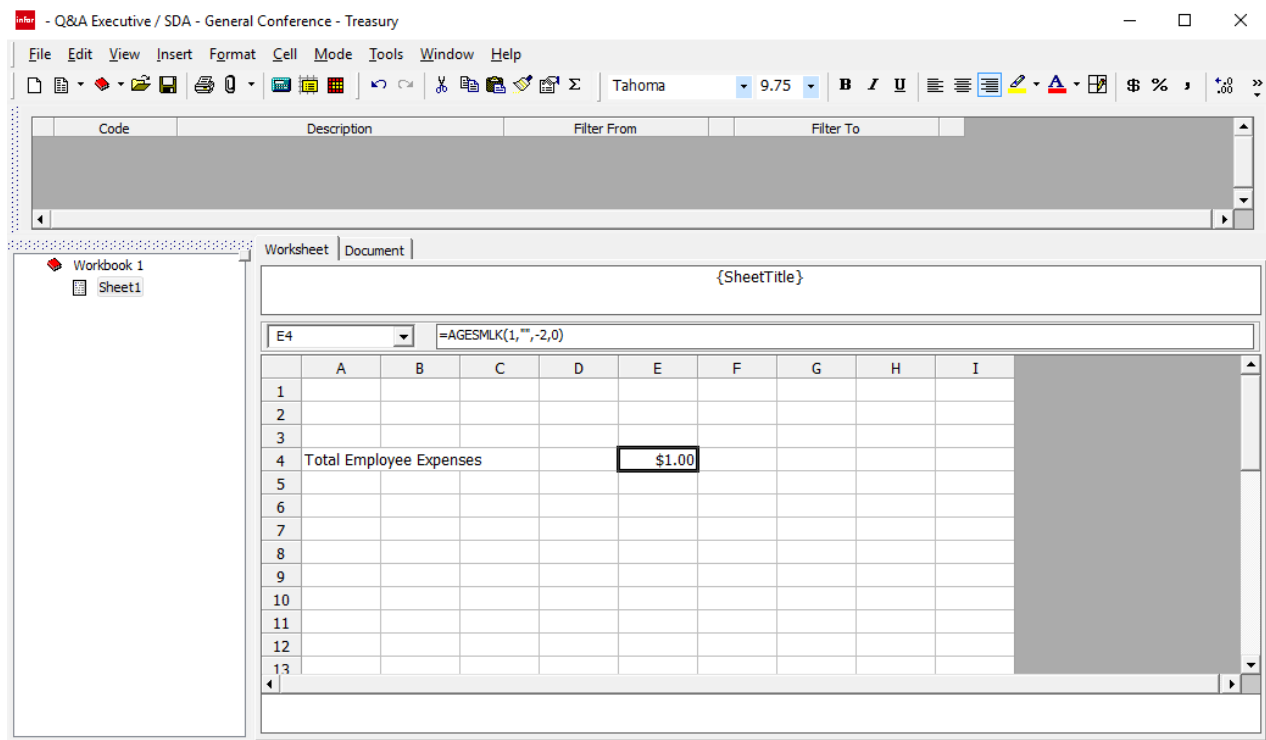 infor - Q&A Executive / SDA - General Conference - Treasury
File Edit View Insert Format Cell Mode Tools Window Help
Σ Tahoma 9.75 B I U A $ % , .00 »
Code Description Filter From Filter To
Worksheet Document
Workbook 1
Sheet1
{SheetTitle}
E4 =AGESMLK(1,"",-2,0)
A B C D E F G H I
1
2
3
4 Total Employee Expenses $1.00
5
6
7
8
9
10
11
12
13